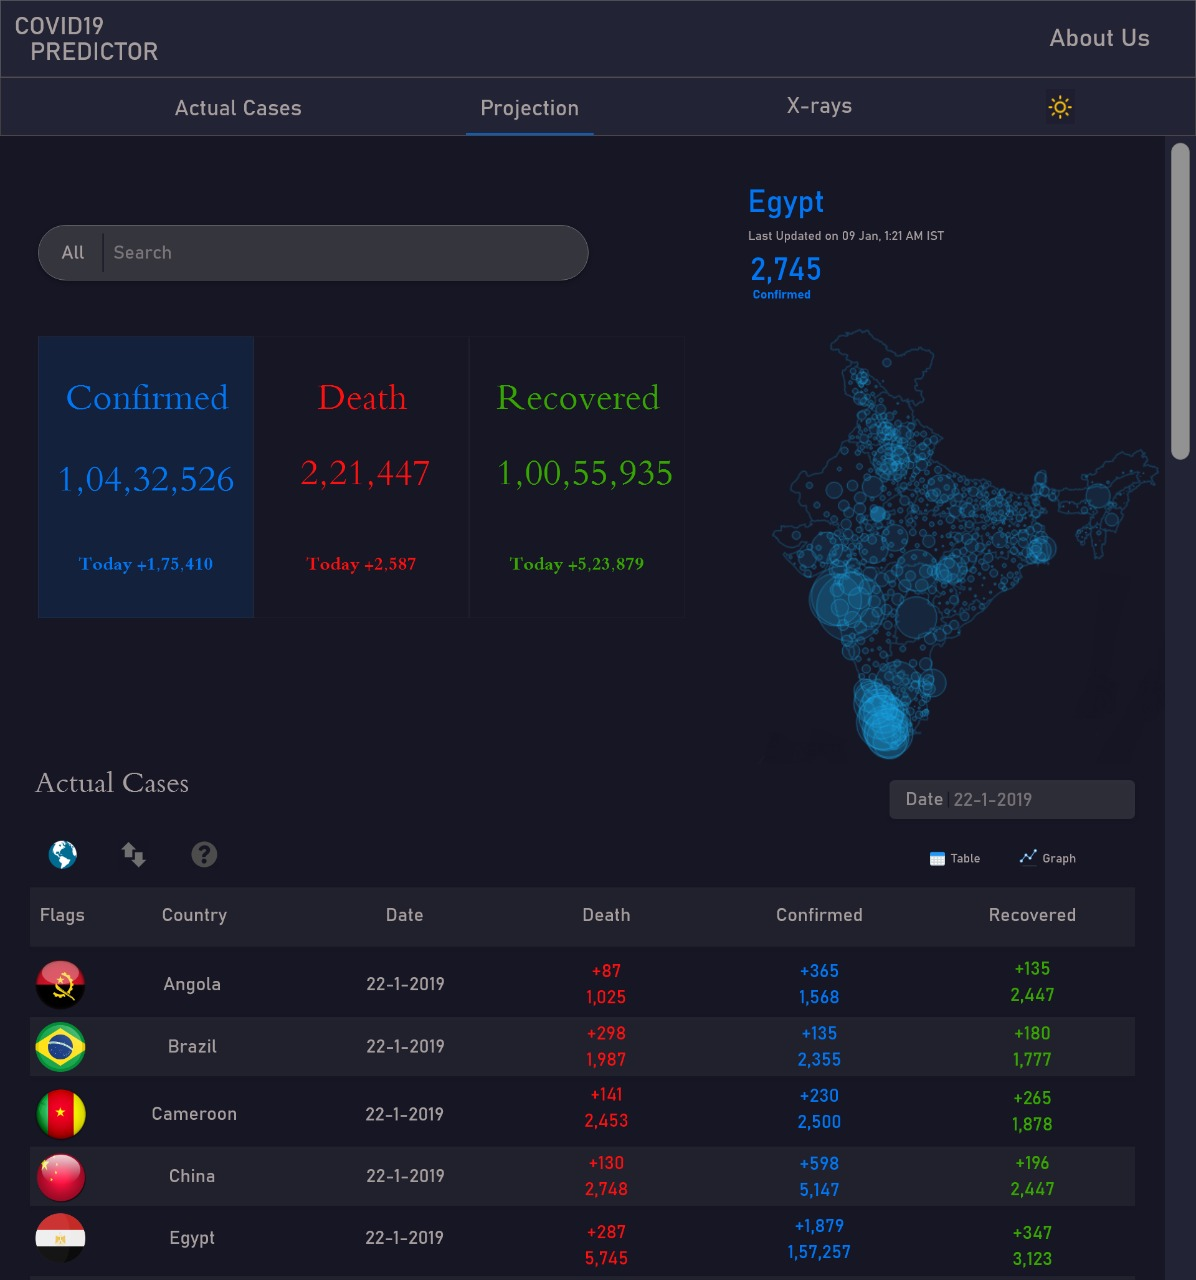 COVID19
PREDICTOR
About Us
Actual Cases
Projection
X-rays
Egypt
Last Updated on 09 Jan, 1:21 AM IST
2,745
Confirmed
All
Search
Confirmed
Death
Recovered
1,04,32,526
2,21,447
1,00,55,935
Today +1,75,410
Today +2,587
Today +5,23,879
Actual Cases
Date 22-1-2019
?
Table
Graph
Flags Country Date Death Confirmed Recovered
+87 +365 +135
Angola 22-1-2019
1,025 1,568 2,447
+298 +135 +180
Brazil 22-1-2019
1,987 2,355 1,777
+141 +230 +265
Cameroon 22-1-2019
2,453 2,500 1,878
+130 +598 +196
China 22-1-2019
2,748 5,147 2,447
+287 +1,879 +347
Egypt 22-1-2019
5,745 1,57,257 3,123